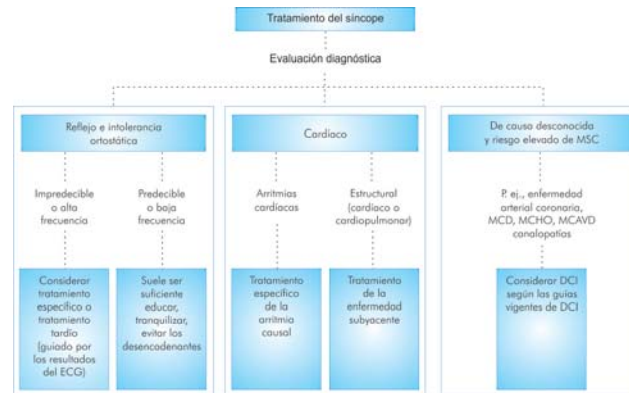 Tratamiento del síncope
Evaluación diagnóstica
Reflejo e intolerancia
ortostática
Impredecible
o alta
frecuencia
Predecible
o baja
frecuencia
Considerar
tratamiento
específico o
tratamiento
tardío
(guiado por
los resultados
del ECG)
Suele ser
suficiente
educar,
tranquilizar,
evitar los
desencadenantes
Cardíaco
Arritmias
cardíacas
Estructural
(cardíaco o
cardiopulmonar)
Tratamiento
específico
de la
arritmia
causal
Tratamiento
de la
enfermedad
subyacente
De causa desconocida
y riesgo elevado de MSC
P. ej., enfermedad
arterial coronaria,
MCD, MCHO, MCAVD
canalopatías
Considerar DCI
según las guías
vigentes de DCI